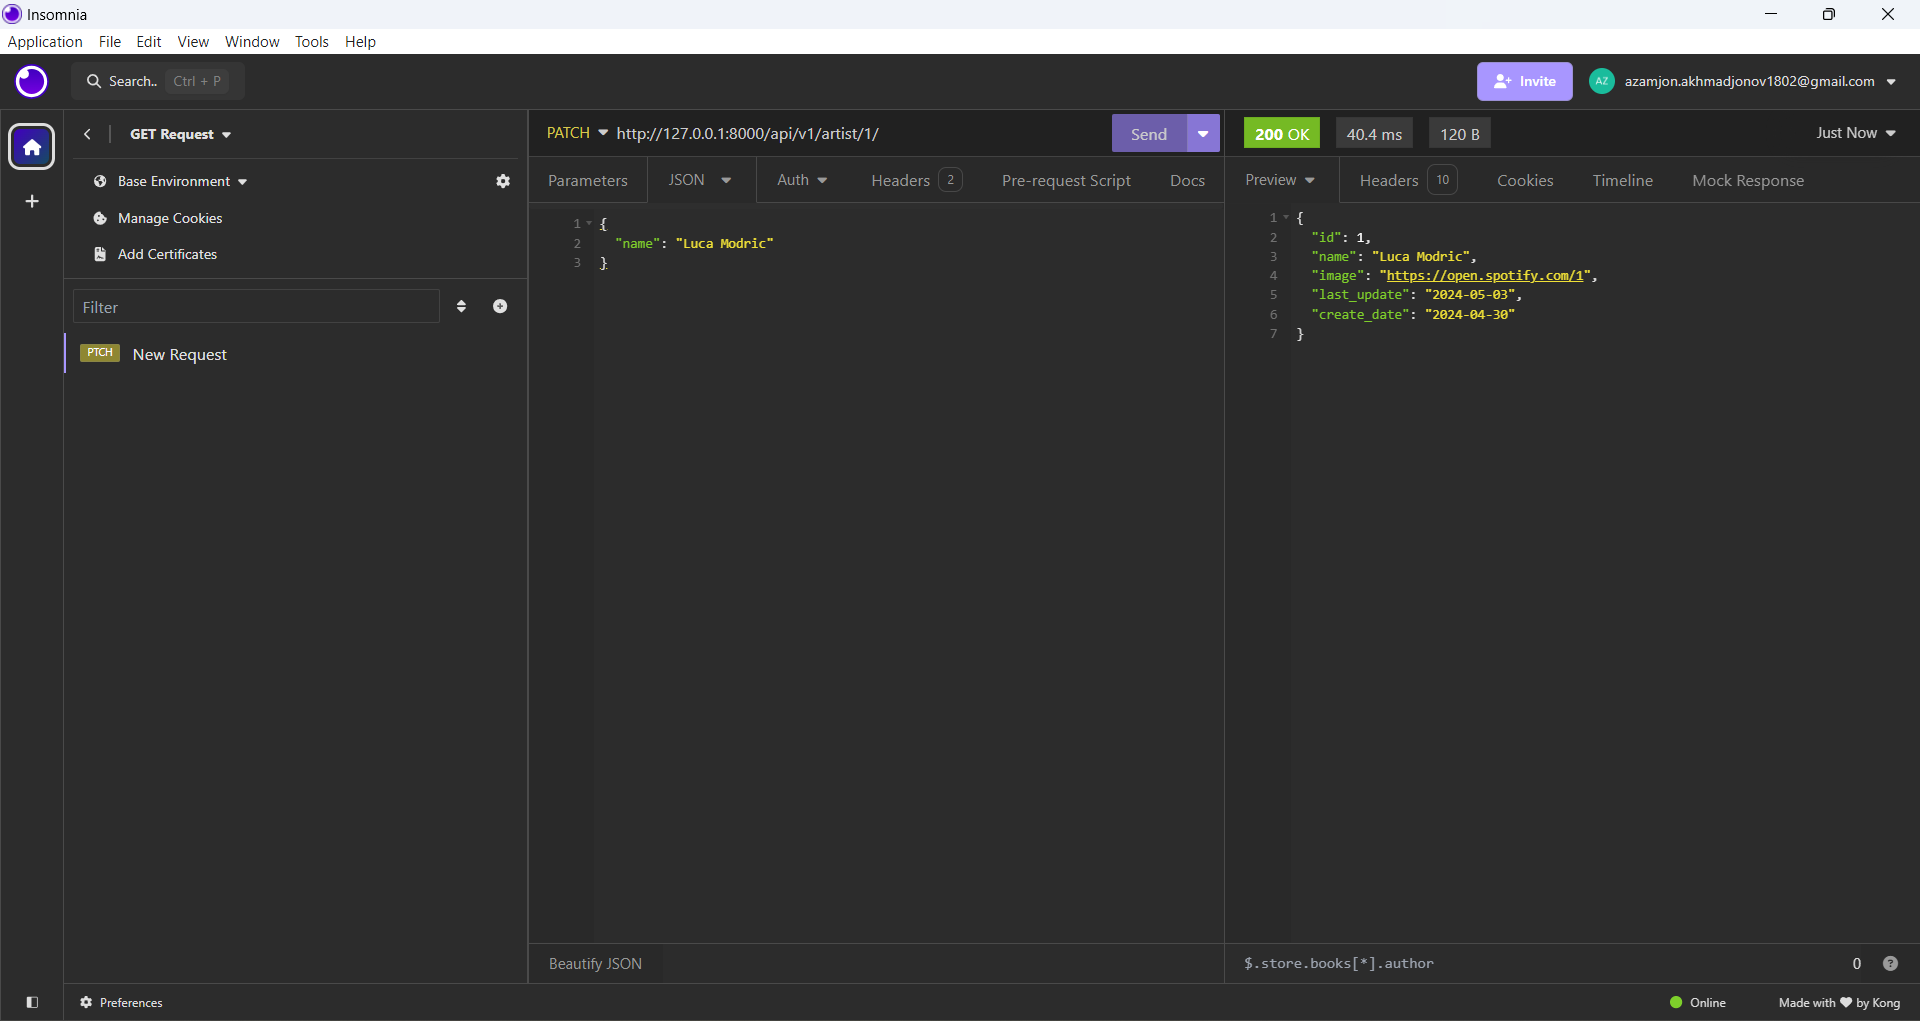 Insomnia
Application File Edit View Window Tools Help
Search.. Ctrl + P
Invite
AZ azamjon.akhmadjonov1802@gmail.com
GET Request
Base Environment
Manage Cookies
Add Certificates
Filter
PTCH New Request
PATCH http://127.0.0.1:8000/api/v1/artist/1/ Send
Parameters JSON Auth Headers 2 Pre-request Script Docs
1 {
2 "name": "Luca Modric"
3 }
Beautify JSON
200 OK 40.4 ms 120 B Just Now
Preview Headers 10 Cookies Timeline Mock Response
1 {
2 "id": 1,
3 "name": "Luca Modric",
4 "image": "https://open.spotify.com/1",
5 "last_update": "2024-05-03",
6 "create_date": "2024-04-30"
7 }
$.store.books[*].author 0 ?
Preferences
Online Made with ❤ by Kong